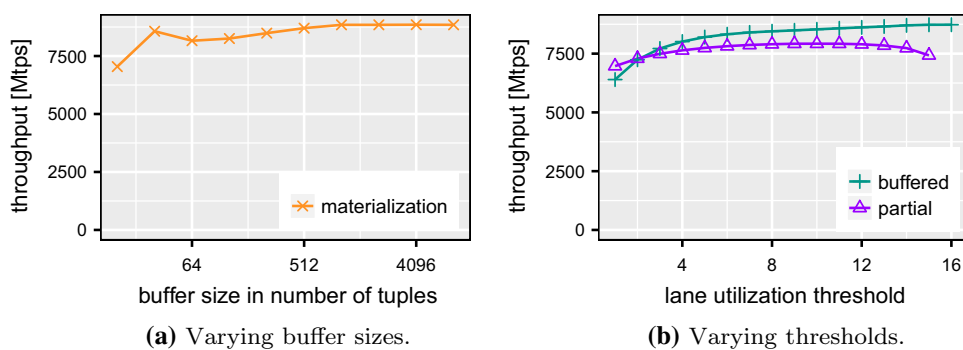 throughput [Mtps]
7500
5000
2500
0
materialization
64
512
4096
buffer size in number of tuples
(a) Varying buffer sizes.
throughput [Mtps]
7500
5000
2500
0
buffered
partial
4
8
12
16
lane utilization threshold
(b) Varying thresholds.